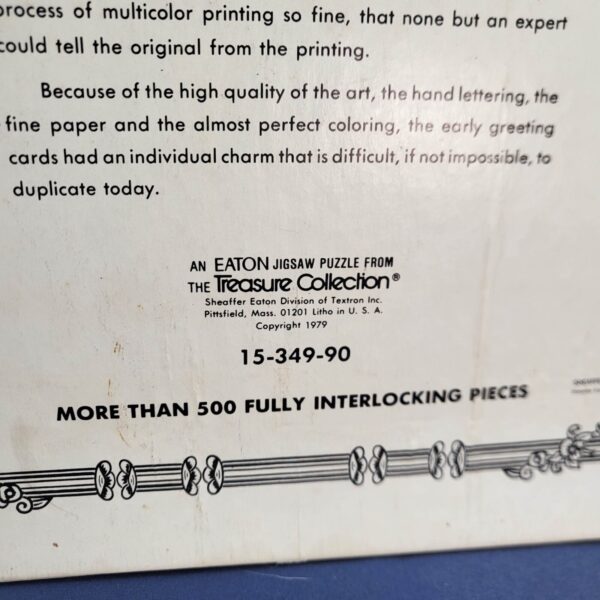 process of multicolor printing so fine, that none but an expert
could tell the original from the printing.
Because of the high quality of the art, the hand lettering, the
fine paper and the almost perfect coloring, the early greeting
cards had an individual charm that is difficult, if not impossible, to
duplicate today.
AN EATON JIGSAW PUZZLE FROM
THE Treasure Collection®
Sheaffer Eaton Division of Textron Inc.
Pittsfield, Mass. 01201 Litho in U. S. A.
Copyright 1979
15-349-90
MORE THAN 500 FULLY INTERLOCKING PIECES